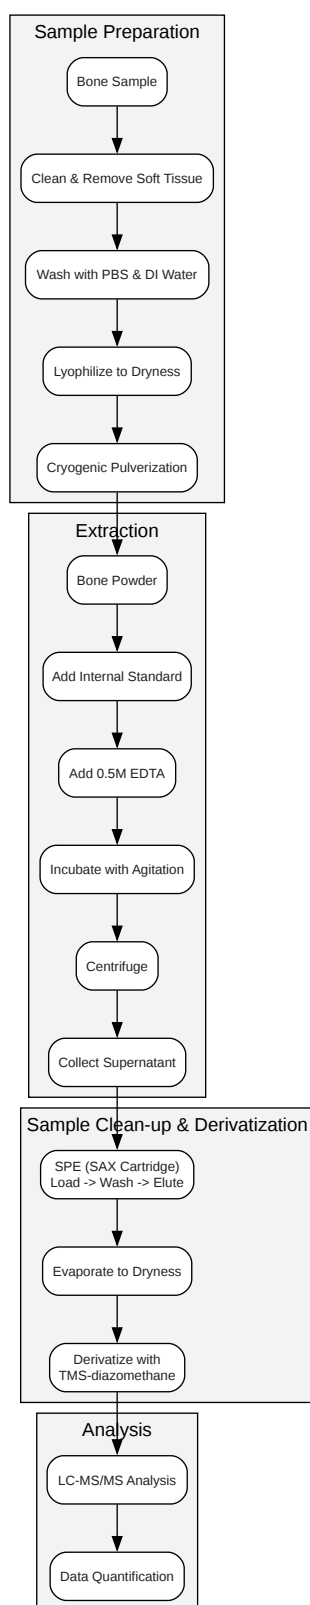 Sample Preparation
Bone Sample
Clean & Remove Soft Tissue
Wash with PBS & DI Water
Lyophilize to Dryness
Cryogenic Pulverization
Extraction
Bone Powder
Add Internal Standard
Add 0.5M EDTA
Incubate with Agitation
Centrifuge
Collect Supernatant
Sample Clean-up & Derivatization
SPE (SAX Cartridge)
Load -> Wash -> Elute
Evaporate to Dryness
Derivatize with
TMS-diazomethane
Analysis
LC-MS/MS Analysis
Data Quantification